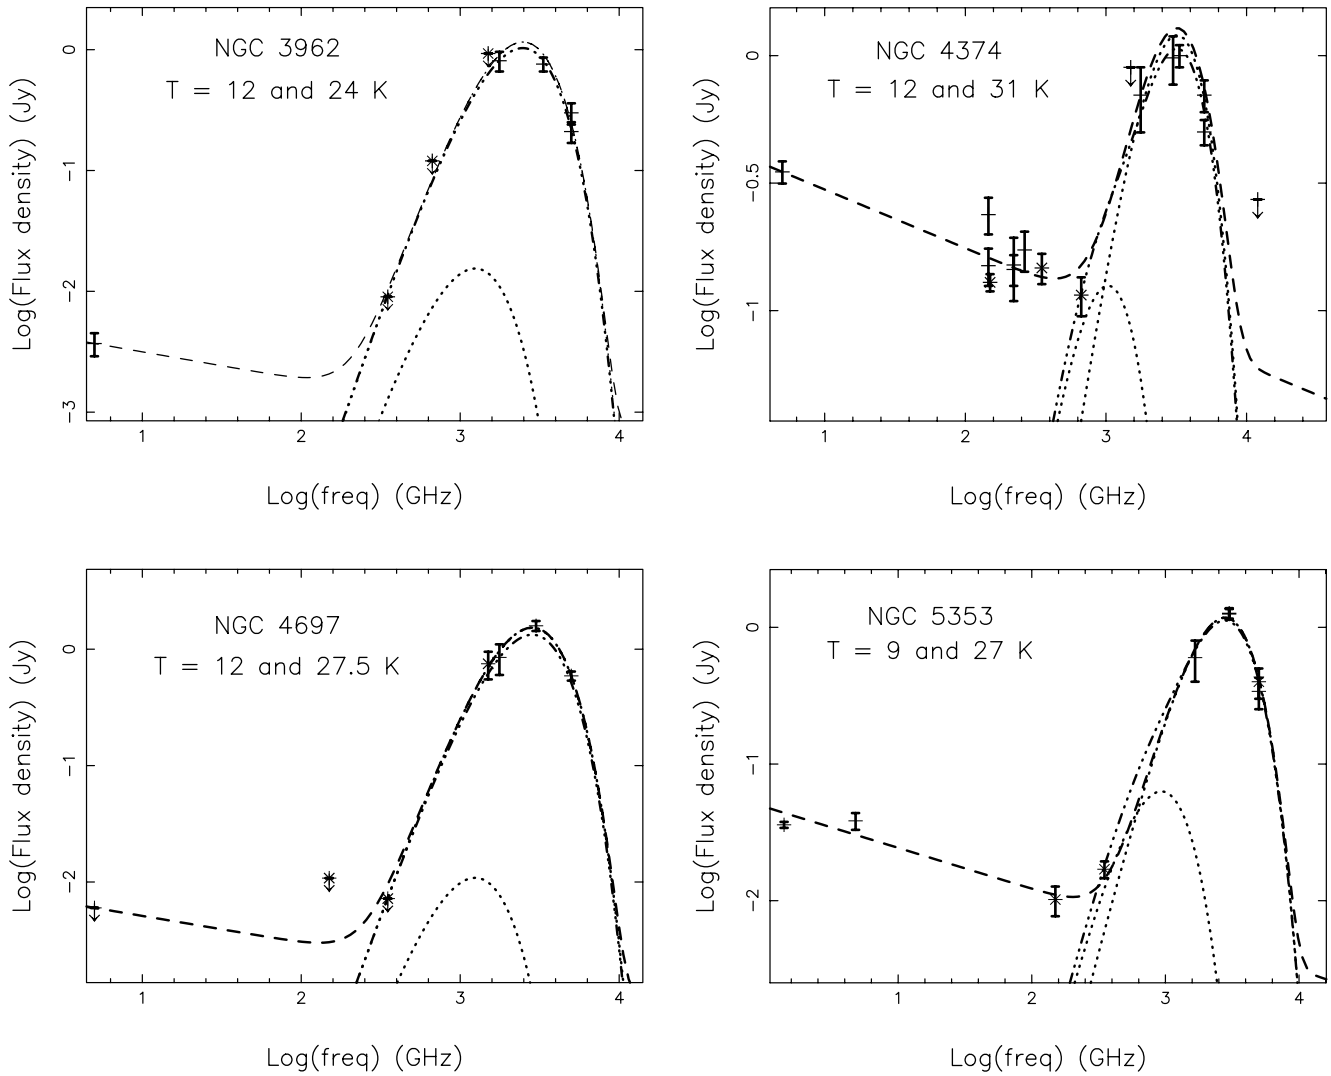 NGC 3962
T = 12 and 24 K
Log(Flux density) (Jy)
0
−1
−2
−3
1 2 3 4
Log(freq) (GHz)
NGC 4374
T = 12 and 31 K
Log(Flux density) (Jy)
0
−0.5
−1
1 2 3 4
Log(freq) (GHz)
NGC 4697
T = 12 and 27.5 K
Log(Flux density) (Jy)
0
−1
−2
1 2 3 4
Log(freq) (GHz)
NGC 5353
T = 9 and 27 K
Log(Flux density) (Jy)
0
−1
−2
1 2 3 4
Log(freq) (GHz)